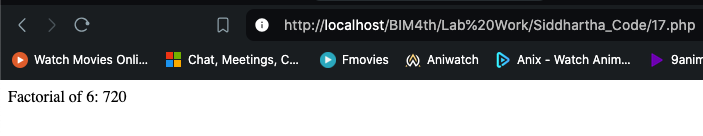 http://localhost/BIM4th/Lab%20Work/Siddhartha_Code/17.php
Watch Movies Onli... Chat, Meetings, C... Fmovies Aniwatch Anix - Watch Anim... 9anim
Factorial of 6: 720